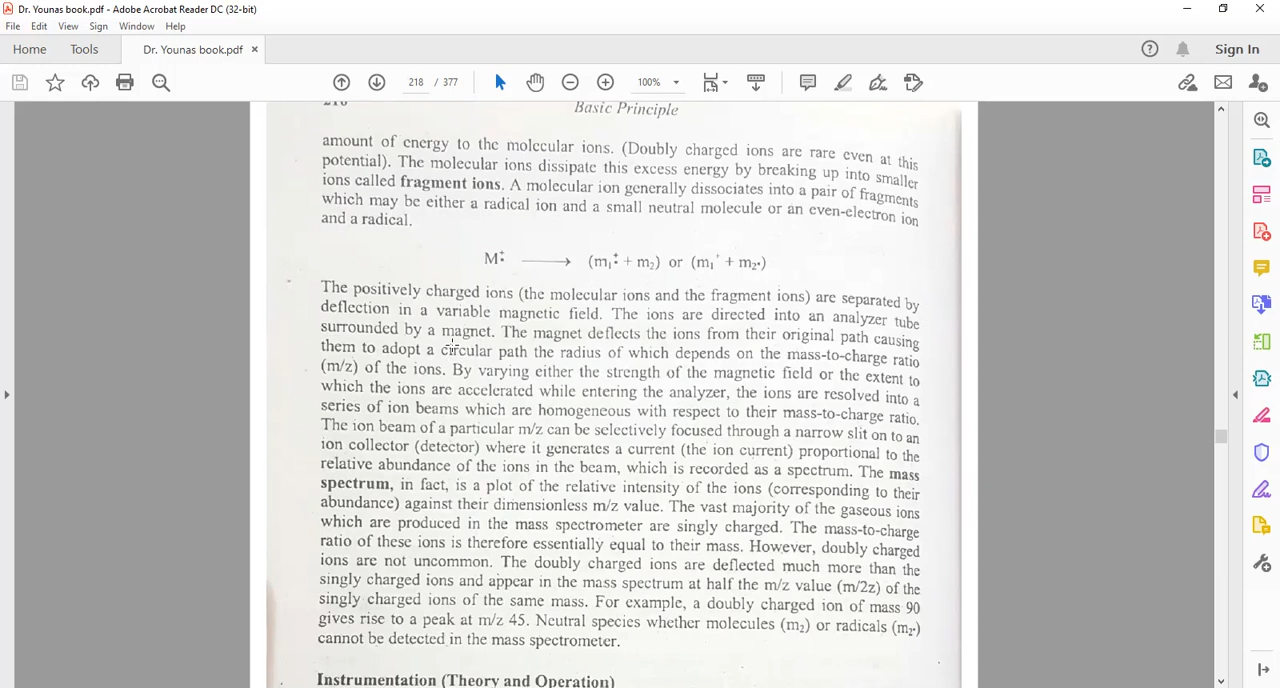 Dr. Younas book.pdf - Adobe Acrobat Reader DC (32-bit)
File Edit View Sign Window Help
Home Tools Dr. Younas book.pdf × Sign In
218 / 377 100%
Basic Principle
amount of energy to the molecular ions. (Doubly charged ions are rare even at this
potential). The molecular ions dissipate this excess energy by breaking up into smaller
ions called fragment ions. A molecular ion generally dissociates into a pair of fragments
which may be either a radical ion and a small neutral molecule or an even-electron ion
and a radical.
M⁺• ⟶ (m₁⁺• + m₂) or (m₁⁺ + m₂•)
The positively charged ions (the molecular ions and the fragment ions) are separated by
deflection in a variable magnetic field. The ions are directed into an analyzer tube
surrounded by a magnet. The magnet deflects the ions from their original path causing
them to adopt a circular path the radius of which depends on the mass-to-charge ratio
(m/z) of the ions. By varying either the strength of the magnetic field or the extent to
which the ions are accelerated while entering the analyzer, the ions are resolved into a
series of ion beams which are homogeneous with respect to their mass-to-charge ratio.
The ion beam of a particular m/z can be selectively focused through a narrow slit on to an
ion collector (detector) where it generates a current (the ion current) proportional to the
relative abundance of the ions in the beam, which is recorded as a spectrum. The mass
spectrum, in fact, is a plot of the relative intensity of the ions (corresponding to their
abundance) against their dimensionless m/z value. The vast majority of the gaseous ions
which are produced in the mass spectrometer are singly charged. The mass-to-charge
ratio of these ions is therefore essentially equal to their mass. However, doubly charged
ions are not uncommon. The doubly charged ions are deflected much more than the
singly charged ions and appear in the mass spectrum at half the m/z value (m/2z) of the
singly charged ions of the same mass. For example, a doubly charged ion of mass 90
gives rise to a peak at m/z 45. Neutral species whether molecules (m₂) or radicals (m₂•)
cannot be detected in the mass spectrometer.
Instrumentation (Theory and Operation)